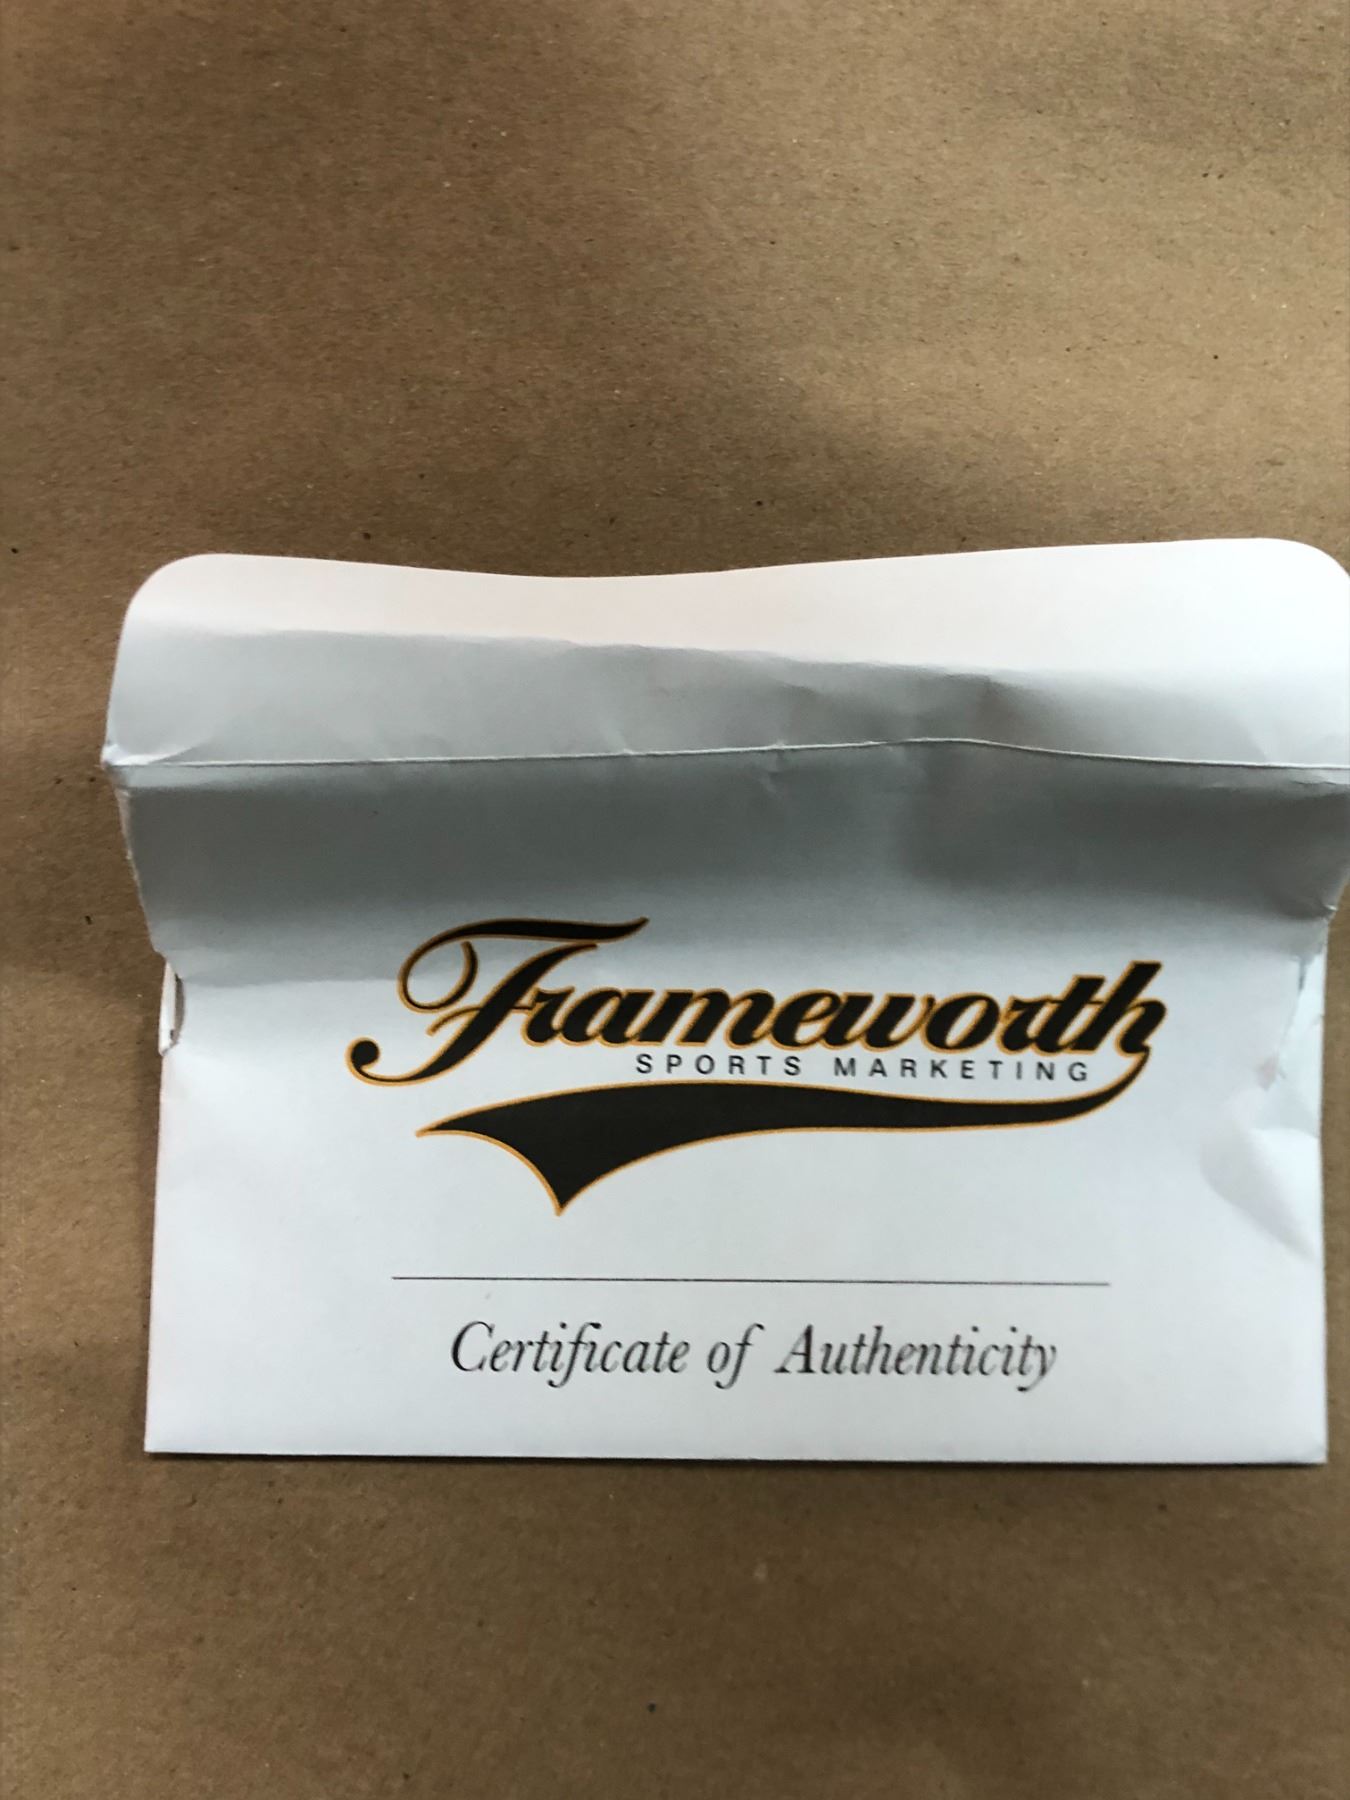 Frameworth
SPORTS MARKETING
Certificate of Authenticity